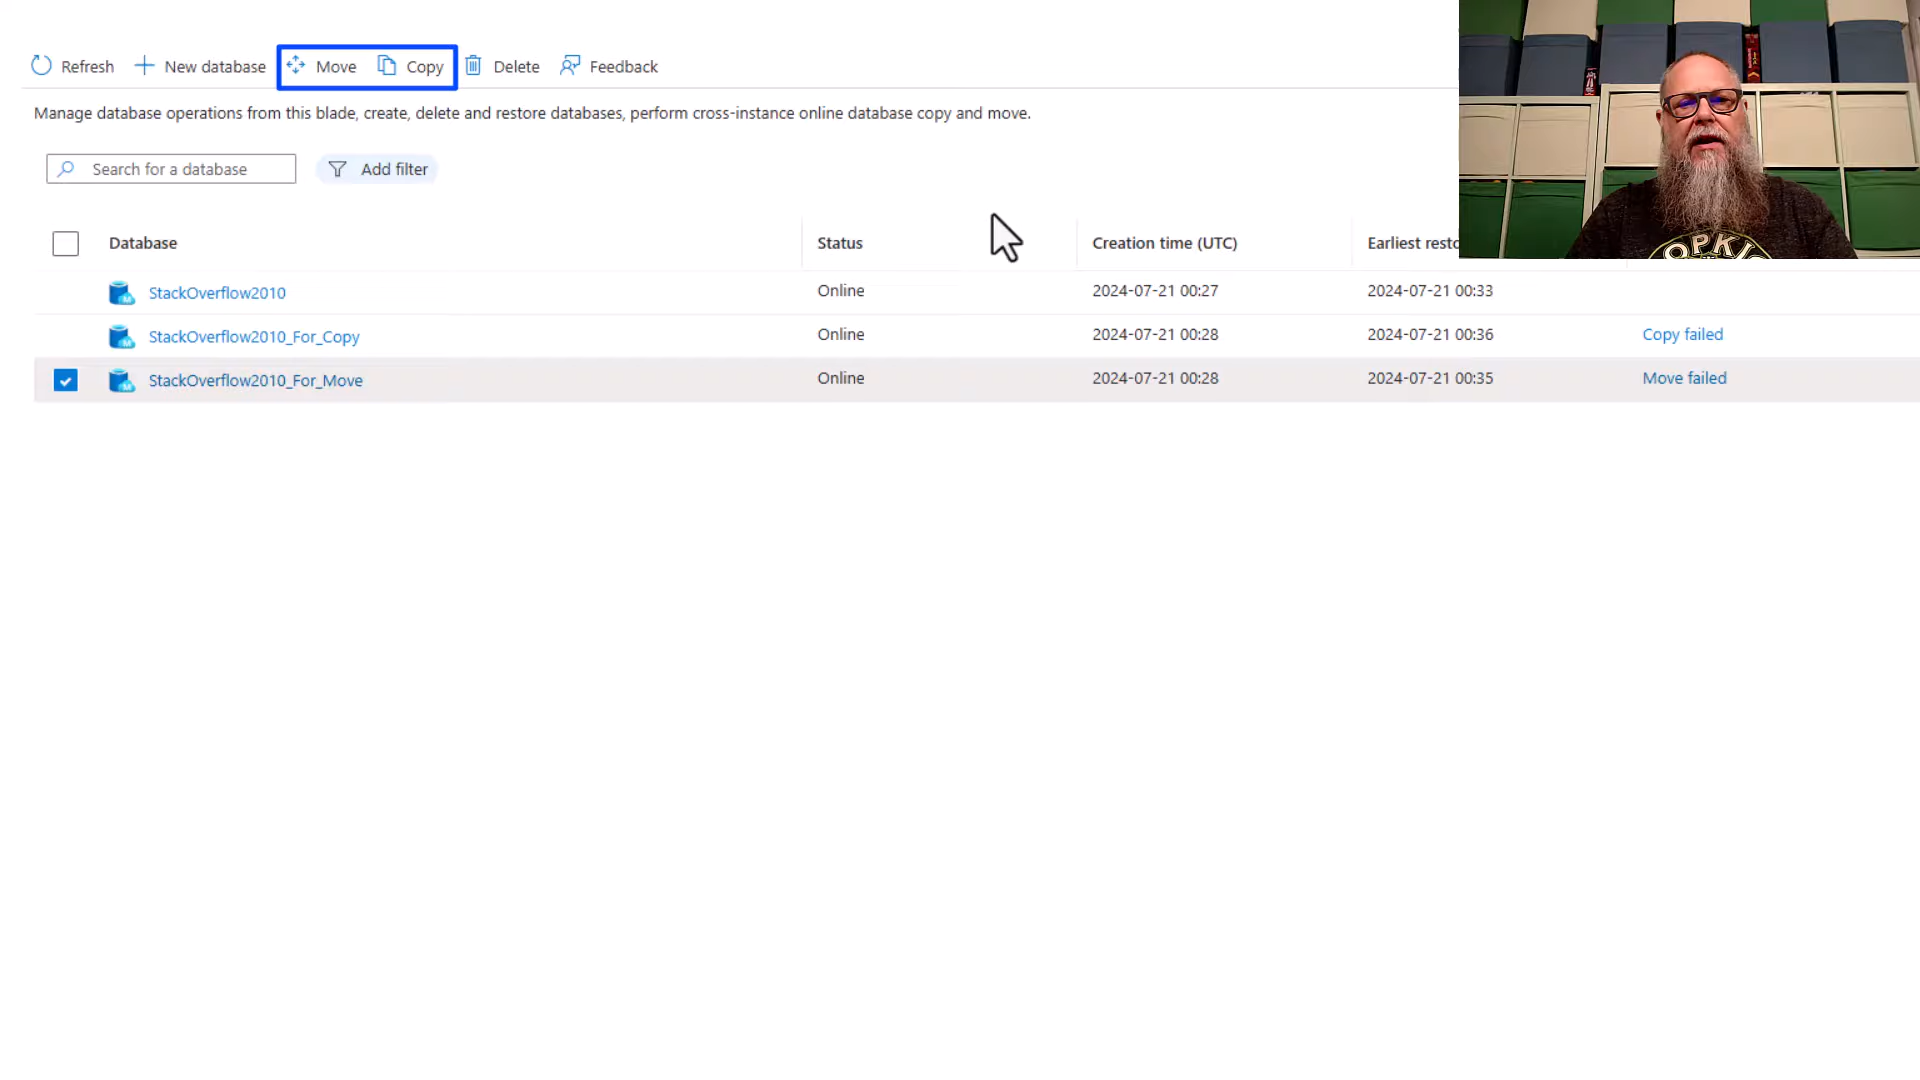 Refresh New database Move Copy Delete Feedback
Manage database operations from this blade, create, delete and restore databases, perform cross-instance online database copy and move.
Search for a database Add filter
Database Status Creation time (UTC) Earliest resto
StackOverflow2010 Online 2024-07-21 00:27 2024-07-21 00:33
StackOverflow2010_For_Copy Online 2024-07-21 00:28 2024-07-21 00:36 Copy failed
StackOverflow2010_For_Move Online 2024-07-21 00:28 2024-07-21 00:35 Move failed